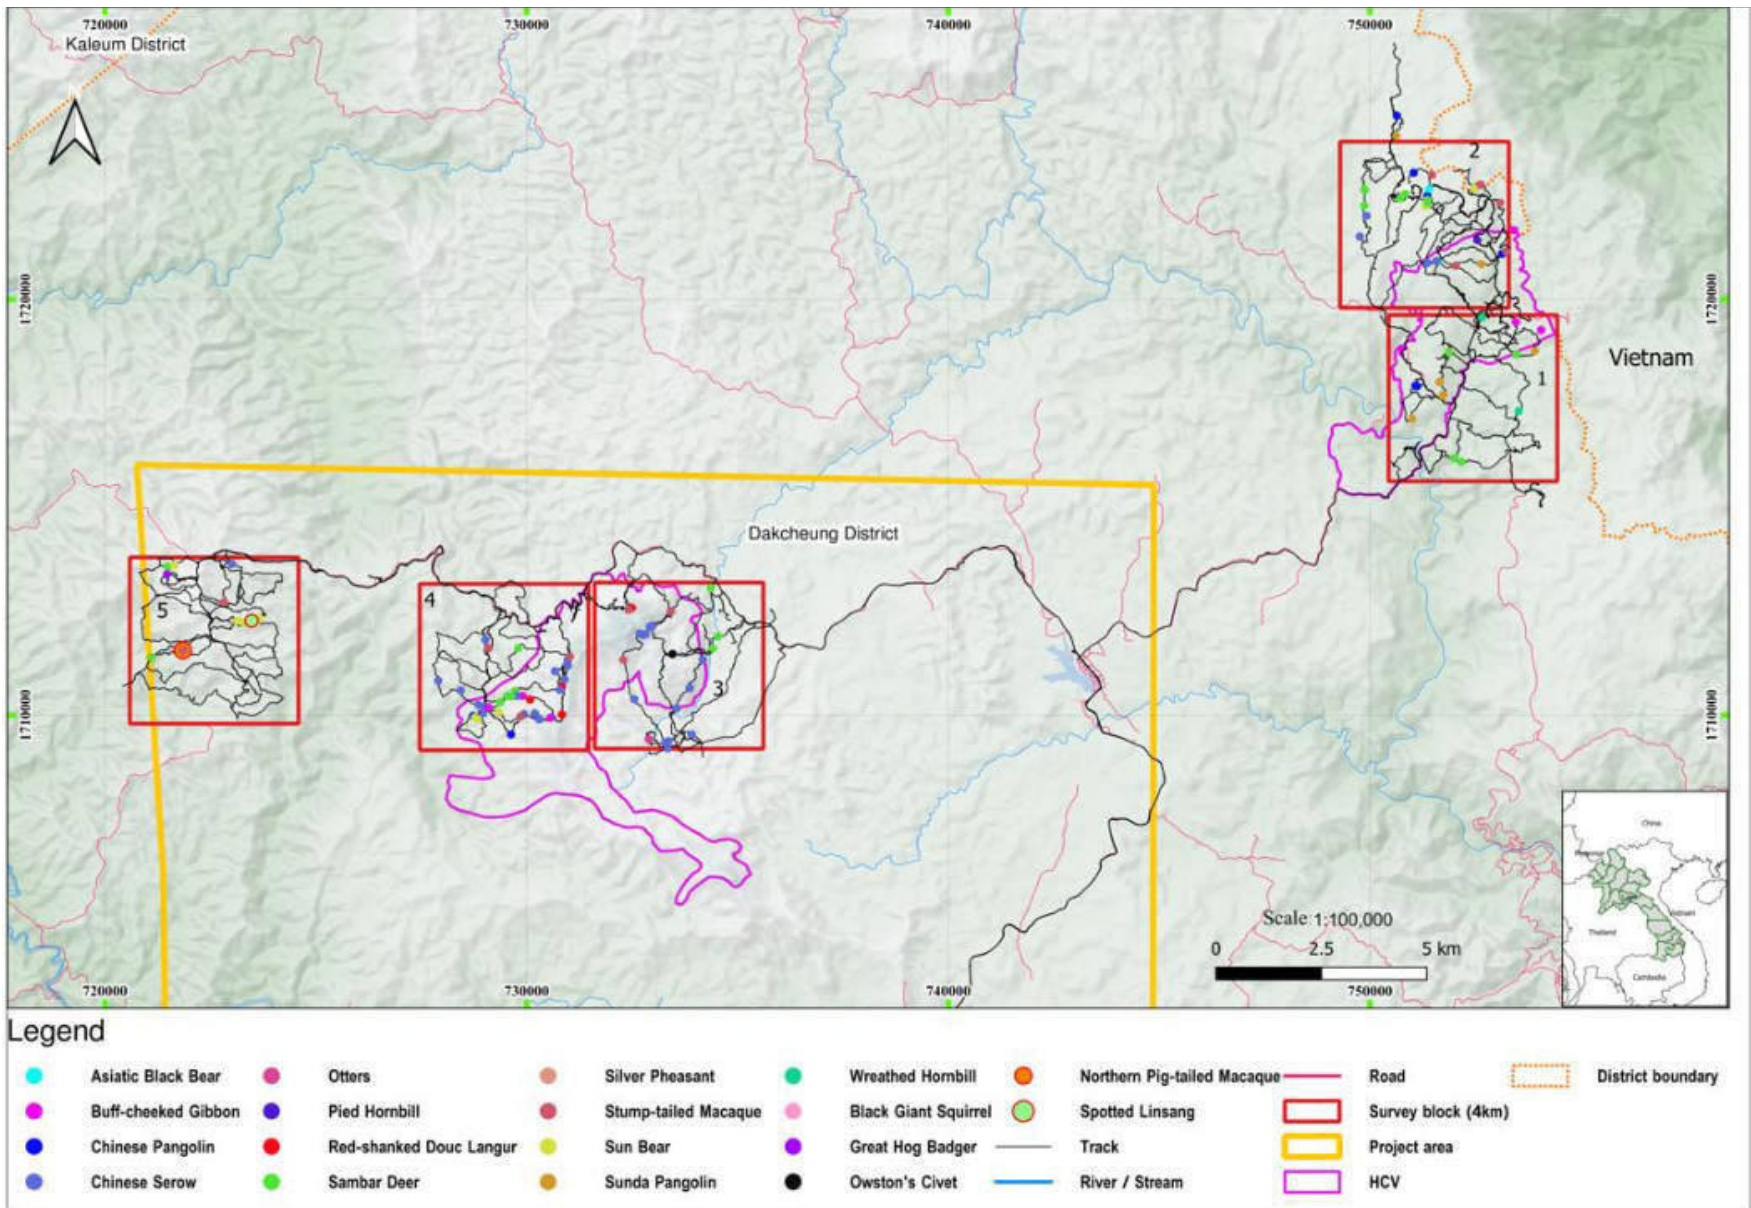 720000 730000 740000 750000
Kaleum District
2
1720000 1720000
Vietnam
1
Dakcheung District
5 4 3
1710000 1710000
China
Vietnam
Thailand
Cambodia
Scale 1:100,000
0 2.5 5 km
720000 730000 740000 750000
Legend
Asiatic Black Bear Otters Silver Pheasant Wreathed Hornbill Northern Pig-tailed Macaque Road District boundary
Buff-cheeked Gibbon Pied Hornbill Stump-tailed Macaque Black Giant Squirrel Spotted Linsang Survey block (4km)
Chinese Pangolin Red-shanked Douc Langur Sun Bear Great Hog Badger Track Project area
Chinese Serow Sambar Deer Sunda Pangolin Owston's Civet River / Stream HCV